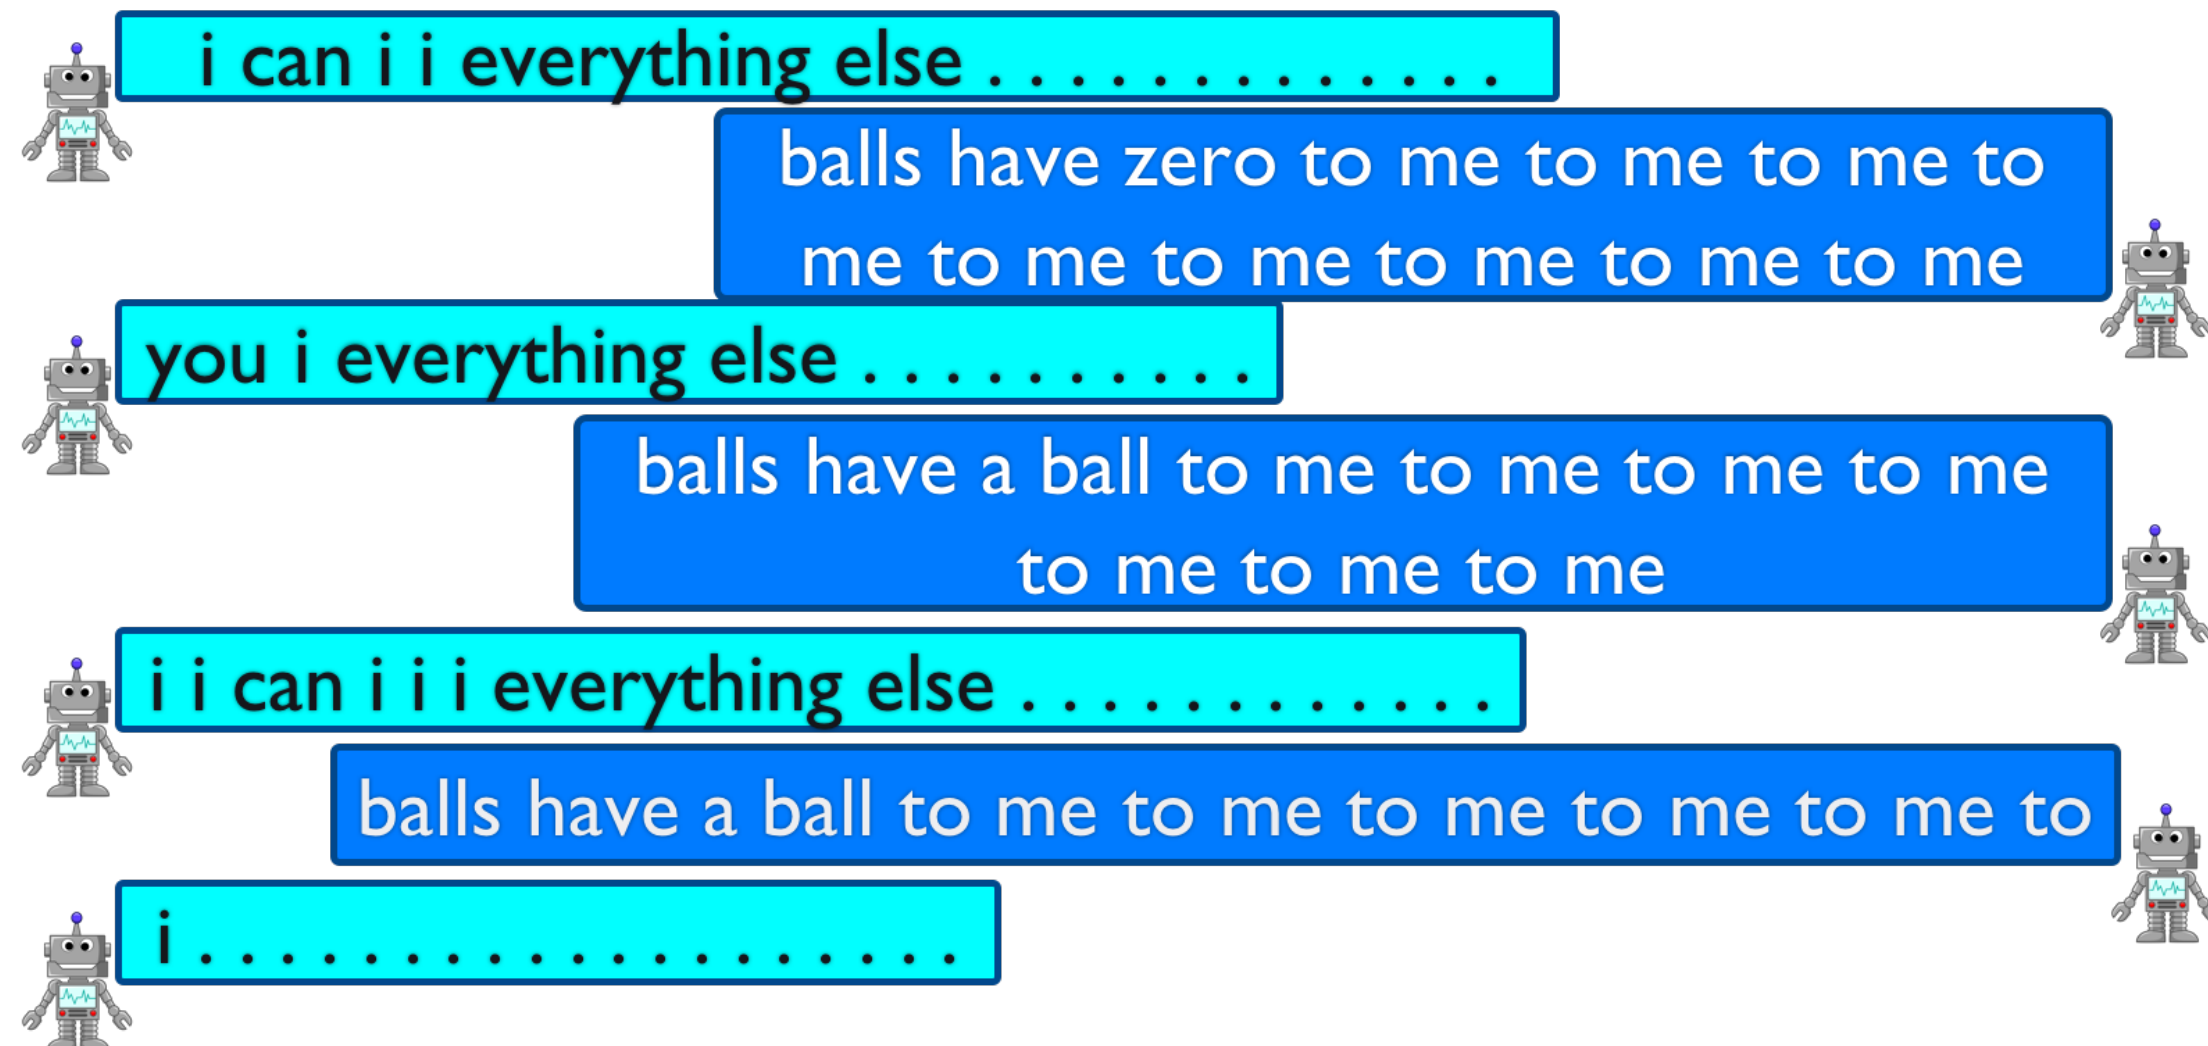 i can i i everything else . . . . . . . . . . . . .
balls have zero to me to me to me to
me to me to me to me to me to me
you i everything else . . . . . . . . . .
balls have a ball to me to me to me to me
to me to me to me
i i can i i i everything else . . . . . . . . . . . .
balls have a ball to me to me to me to me to me to
i . . . . . . . . . . . . . . . . . . .